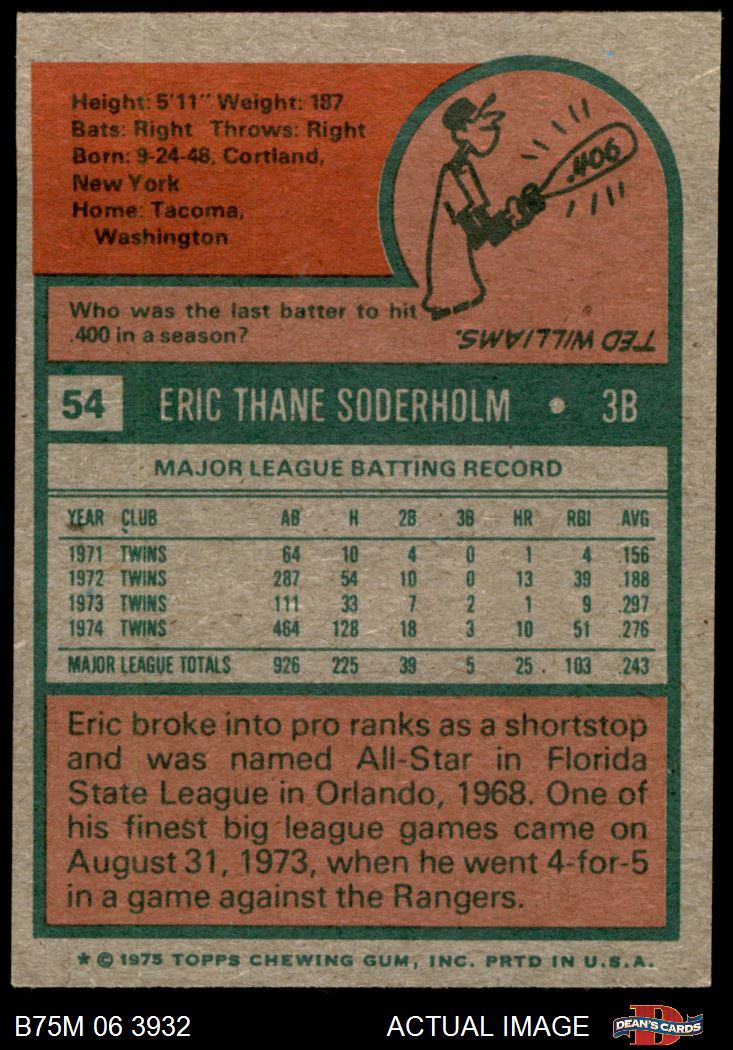 Height: 5'11" Weight: 187
Bats: Right Throws: Right
Born: 9-24-48, Cortland,
New York
Home: Tacoma,
Washington
.406
Who was the last batter to hit
.400 in a season?
TED WILLIAMS.
54 ERIC THANE SODERHOLM • 3B
MAJOR LEAGUE BATTING RECORD
YEAR CLUB AB H 2B 3B HR RBI AVG
1971 TWINS 64 10 4 0 1 4 .156
1972 TWINS 287 54 10 0 13 39 .188
1973 TWINS 111 33 7 2 1 9 .297
1974 TWINS 464 128 18 3 10 51 .276
MAJOR LEAGUE TOTALS 926 225 39 5 25 103 .243
Eric broke into pro ranks as a shortstop
and was named All-Star in Florida
State League in Orlando, 1968. One of
his finest big league games came on
August 31, 1973, when he went 4-for-5
in a game against the Rangers.
* © 1975 TOPPS CHEWING GUM, INC. PRTD IN U.S.A.
B75M 06 3932 ACTUAL IMAGE DEAN'S CARDS